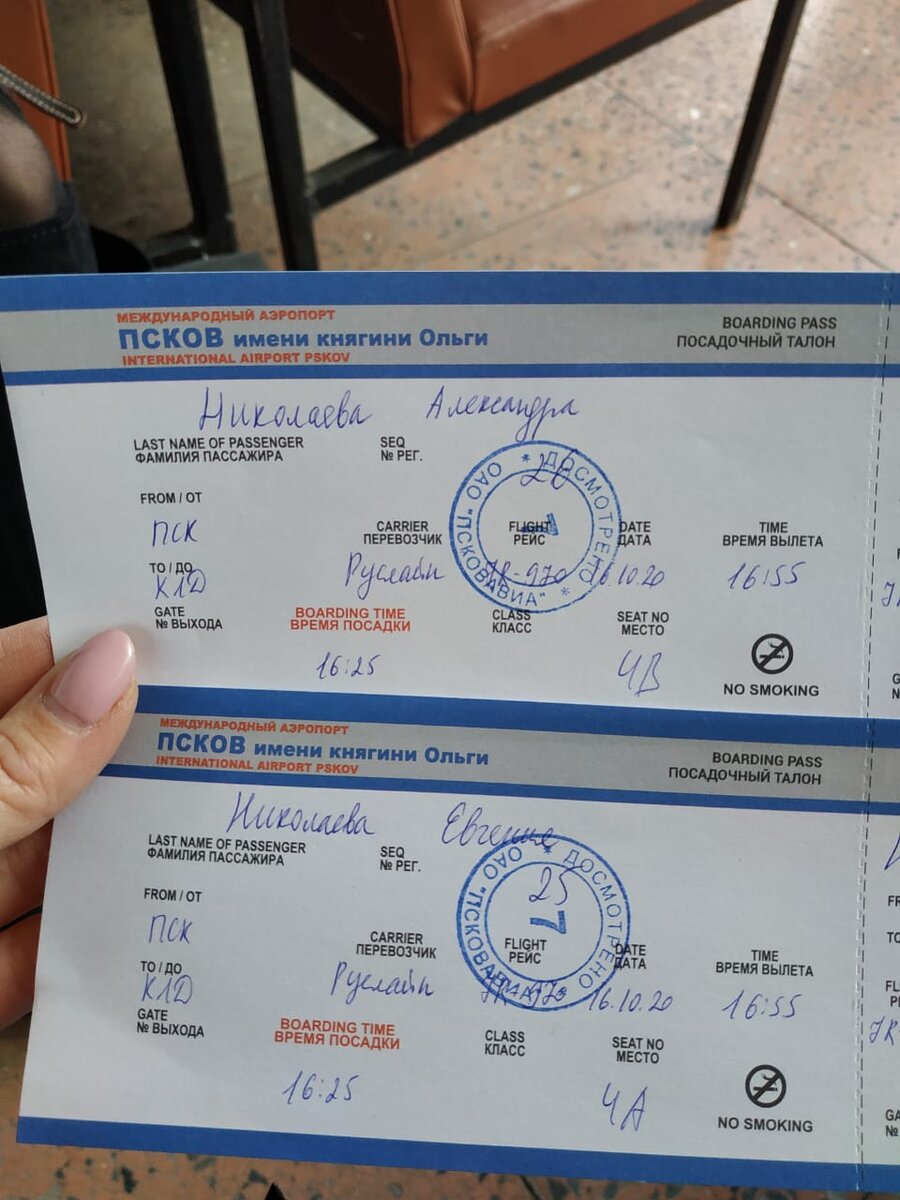 МЕЖДУНАРОДНЫЙ АЭРОПОРТ
ПСКОВ имени княгини Ольги
INTERNATIONAL AIRPORT PSKOV
BOARDING PASS
ПОСАДОЧНЫЙ ТАЛОН
Николаева Александра
LAST NAME OF PASSENGER
ФАМИЛИЯ ПАССАЖИРА
SEQ
№ РЕГ.
26
ДОСМОТРЕНО * ОАО "ПСКОВАВИА" *
7
FROM / ОТ
ПСК
CARRIER
ПЕРЕВОЗЧИК
FLIGHT
РЕЙС
DATE
ДАТА
TIME
ВРЕМЯ ВЫЛЕТА
TO / ДО
КЛД
Руслайн
7R-970
16.10.20
16:55
GATE
№ ВЫХОДА
BOARDING TIME
ВРЕМЯ ПОСАДКИ
CLASS
КЛАСС
SEAT NO
МЕСТО
16:25
4В
NO SMOKING
МЕЖДУНАРОДНЫЙ АЭРОПОРТ
ПСКОВ имени княгини Ольги
INTERNATIONAL AIRPORT PSKOV
BOARDING PASS
ПОСАДОЧНЫЙ ТАЛОН
Николаева Евгения
LAST NAME OF PASSENGER
ФАМИЛИЯ ПАССАЖИРА
SEQ
№ РЕГ.
25
ДОСМОТРЕНО * ОАО "ПСКОВАВИА" *
7
FROM / ОТ
ПСК
CARRIER
ПЕРЕВОЗЧИК
FLIGHT
РЕЙС
DATE
ДАТА
TIME
ВРЕМЯ ВЫЛЕТА
TO / ДО
КЛД
Руслайн
16.10.20
16:55
GATE
№ ВЫХОДА
BOARDING TIME
ВРЕМЯ ПОСАДКИ
CLASS
КЛАСС
SEAT NO
МЕСТО
16:25
4А
NO SMOKING